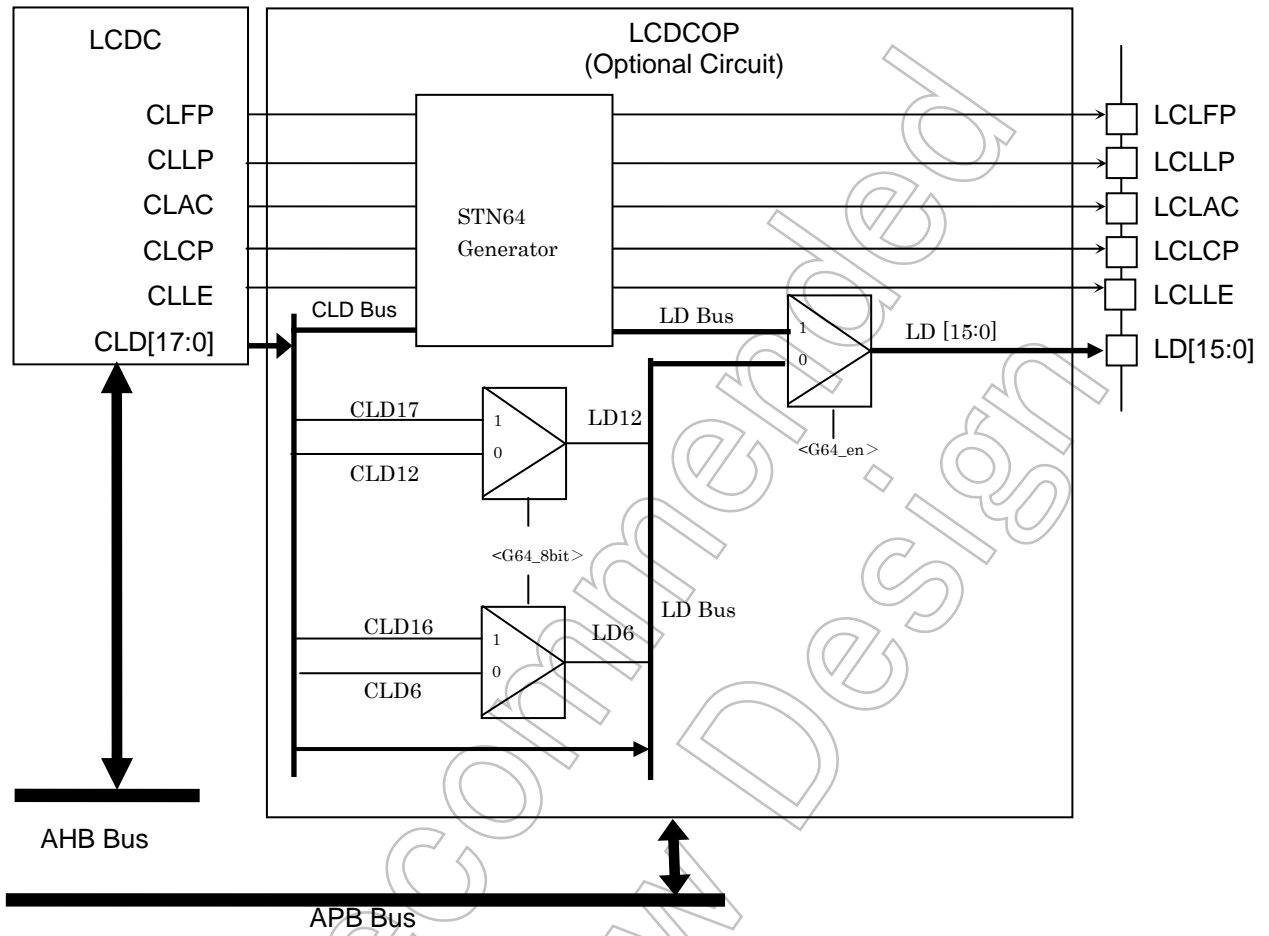 LCDC
LCDCOP
(Optional Circuit)
CLFP
CLLP
CLAC
CLCP
CLLE
CLD[17:0]
STN64
Generator
LCLFP
LCLLP
LCLAC
LCLCP
LCLLE
LD[15:0]
CLD Bus
LD Bus
1
0
LD [15:0]
<G64_en>
CLD17
CLD12
1
0
LD12
<G64_8bit>
CLD16
CLD6
1
0
LD6
LD Bus
AHB Bus
APB Bus
ecommended
w Design